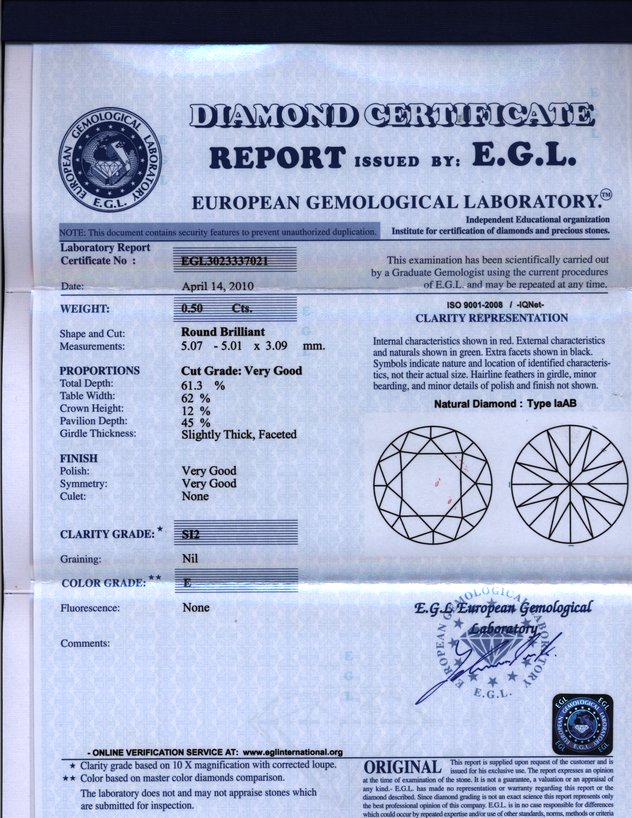 DIAMOND CERTIFICATE
REPORT ISSUED BY: E.G.L.
EUROPEAN GEMOLOGICAL LABORATORY.™
EUROPEAN GEMOLOGICAL LABORATORY
E.G.L.
Independent Educational organization
NOTE: This document contains security features to prevent unauthorized duplication.
Institute for certification of diamonds and precious stones.
Laboratory Report
Certificate No : EGL3023337021
Date: April 14, 2010
This examination has been scientifically carried out
by a Graduate Gemologist using the current procedures
of E.G.L. and may be repeated at any time.
WEIGHT: 0.50 Cts.
Shape and Cut: Round Brilliant
Measurements: 5.07 - 5.01 x 3.09 mm.
PROPORTIONS Cut Grade: Very Good
Total Depth: 61.3 %
Table Width: 62 %
Crown Height: 12 %
Pavilion Depth: 45 %
Girdle Thickness: Slightly Thick, Faceted
FINISH
Polish: Very Good
Symmetry: Very Good
Culet: None
CLARITY GRADE: * SI2
Graining: Nil
COLOR GRADE: ** E
Fluorescence: None
Comments:
ISO 9001-2008 / -IQNet-
CLARITY REPRESENTATION
Internal characteristics shown in red. External characteristics
and naturals shown in green. Extra facets shown in black.
Symbols indicate nature and location of identified characteris-
tics, not their actual size. Hairline feathers in girdle, minor
bearding, and minor details of polish and finish not shown.
Natural Diamond : Type IaAB
E.G.L European Gemological
Laboratory
EUROPEAN GEMOLOGICAL LABORATORY
E.G.L.
EGL EGL
E.G.L.
- ONLINE VERIFICATION SERVICE AT: www.eglinternational.org
★ Clarity grade based on 10 X magnification with corrected loupe.
★★ Color based on master color diamonds comparison.
The laboratory does not and may not appraise stones which
are submitted for inspection.
ORIGINAL This report is supplied upon request of the customer and is
issued for his exclusive use. The report expresses an opinion
at the time of examination of the stone. It is not a guarantee, a valuation or an appraisal of
any kind.- E.G.L. has made no representation or warranty regarding this report or the
diamond described. Since diamond grading is not an exact science this report represents only
the best professional opinion of this company. E.G.L. is in no case responsible for differences
which could occur by repeated expertise and/or use of other standards, norms, methods or criteria